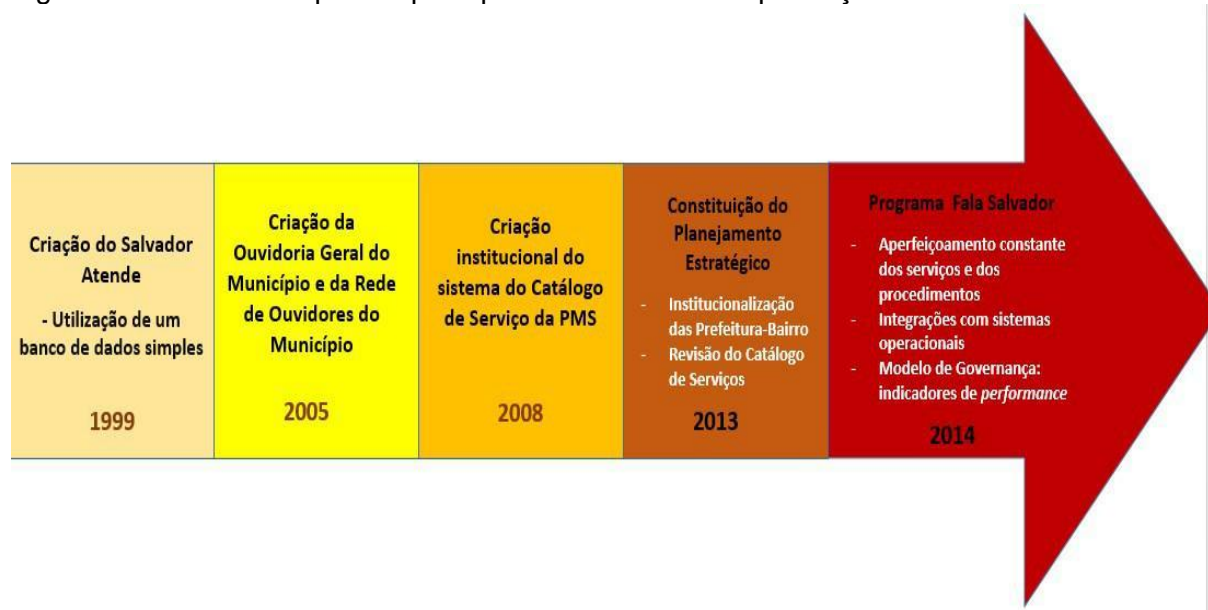 Criação do Salvador
Atende
- Utilização de um
banco de dados simples
1999
Criação da
Ouvidoria Geral do
Município e da Rede
de Ouvidores do
Município
2005
Criação
institucional do
sistema do Catálogo
de Serviço da PMS
2008
Constituição do
Planejamento
Estratégico
- Institucionalização
das Prefeitura-Bairro
- Revisão do Catálogo
de Serviços
2013
Programa Fala Salvador
- Aperfeiçoamento constante
dos serviços e dos
procedimentos
- Integrações com sistemas
operacionais
- Modelo de Governança:
indicadores de performance
2014